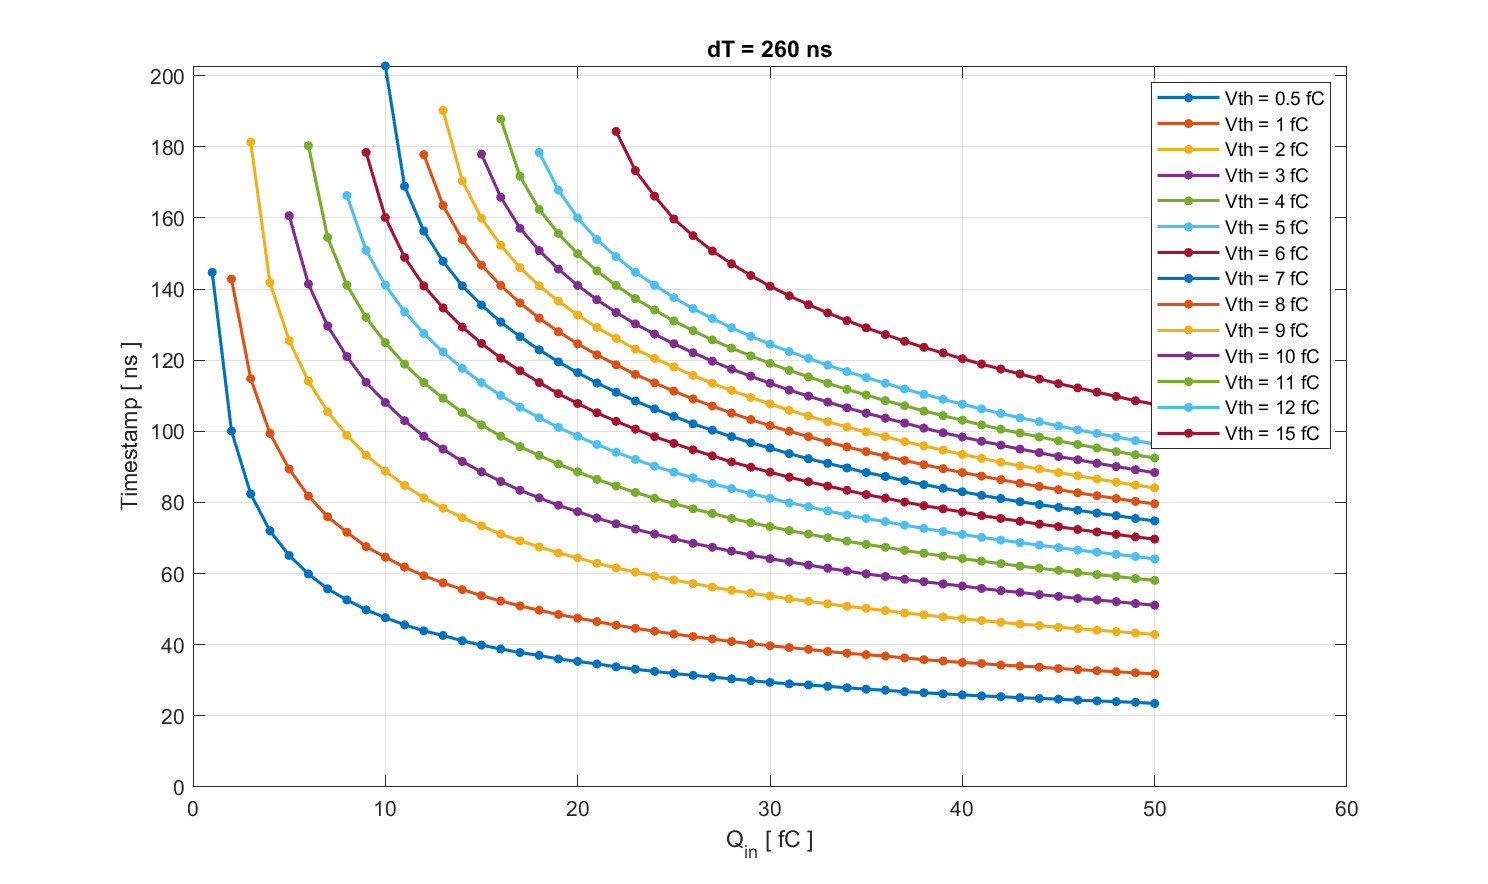 dT = 260 ns
200
180
160
140
120
100
80
60
40
20
0
Timestamp [ ns ]
Vth = 0.5 fC
Vth = 1 fC
Vth = 2 fC
Vth = 3 fC
Vth = 4 fC
Vth = 5 fC
Vth = 6 fC
Vth = 7 fC
Vth = 8 fC
Vth = 9 fC
Vth = 10 fC
Vth = 11 fC
Vth = 12 fC
Vth = 15 fC
0 10 20 30 40 50 60
Qin [ fC ]